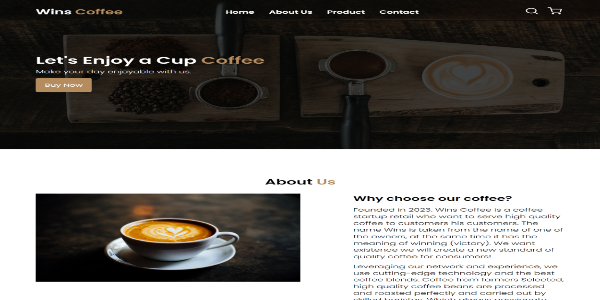 Wins Coffee
Home About Us Product Contact
Let's Enjoy a Cup Coffee
Make your day enjoyable with us.
Buy Now
About Us
Why choose our coffee?
Founded in 2023, Wins Coffee is a coffee
startup retail who want to serve high quality
coffee to customers his customers. The
name Wins is taken from the name of one of
the owners, at the same time it has the
meaning of winning (victory). We want
existence we will create a new standard of
quality coffee for consumers!
Leveraging our network and experience, we
use cutting-edge technology and the best
coffee blends. Coffee from farmers Selected,
high quality coffee beans are processed
and roasted perfectly and carried out by